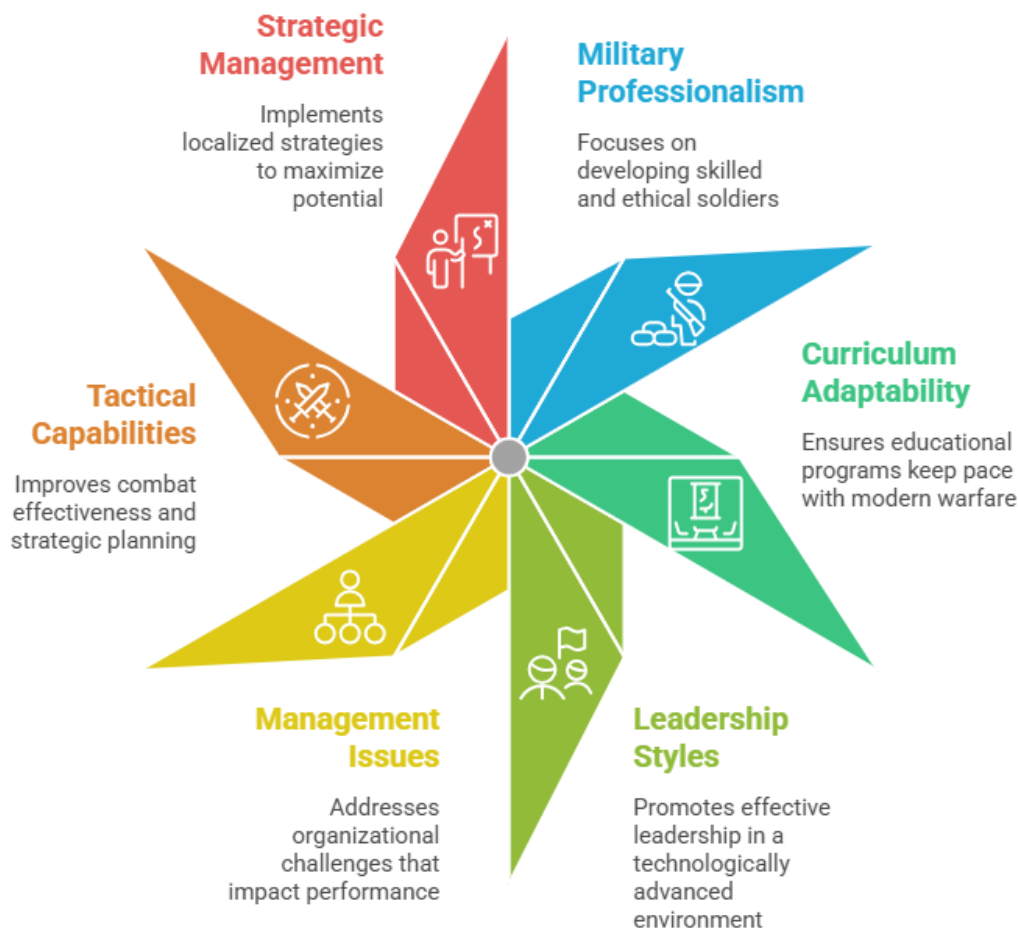 Strategic
Management
Implements
localized strategies
to maximize
potential
Military
Professionalism
Focuses on
developing skilled
and ethical soldiers
Curriculum
Adaptability
Ensures educational
programs keep pace
with modern warfare
Tactical
Capabilities
Improves combat
effectiveness and
strategic planning
Management
Issues
Addresses
organizational
challenges that
impact performance
Leadership
Styles
Promotes effective
leadership in a
technologically
advanced
environment